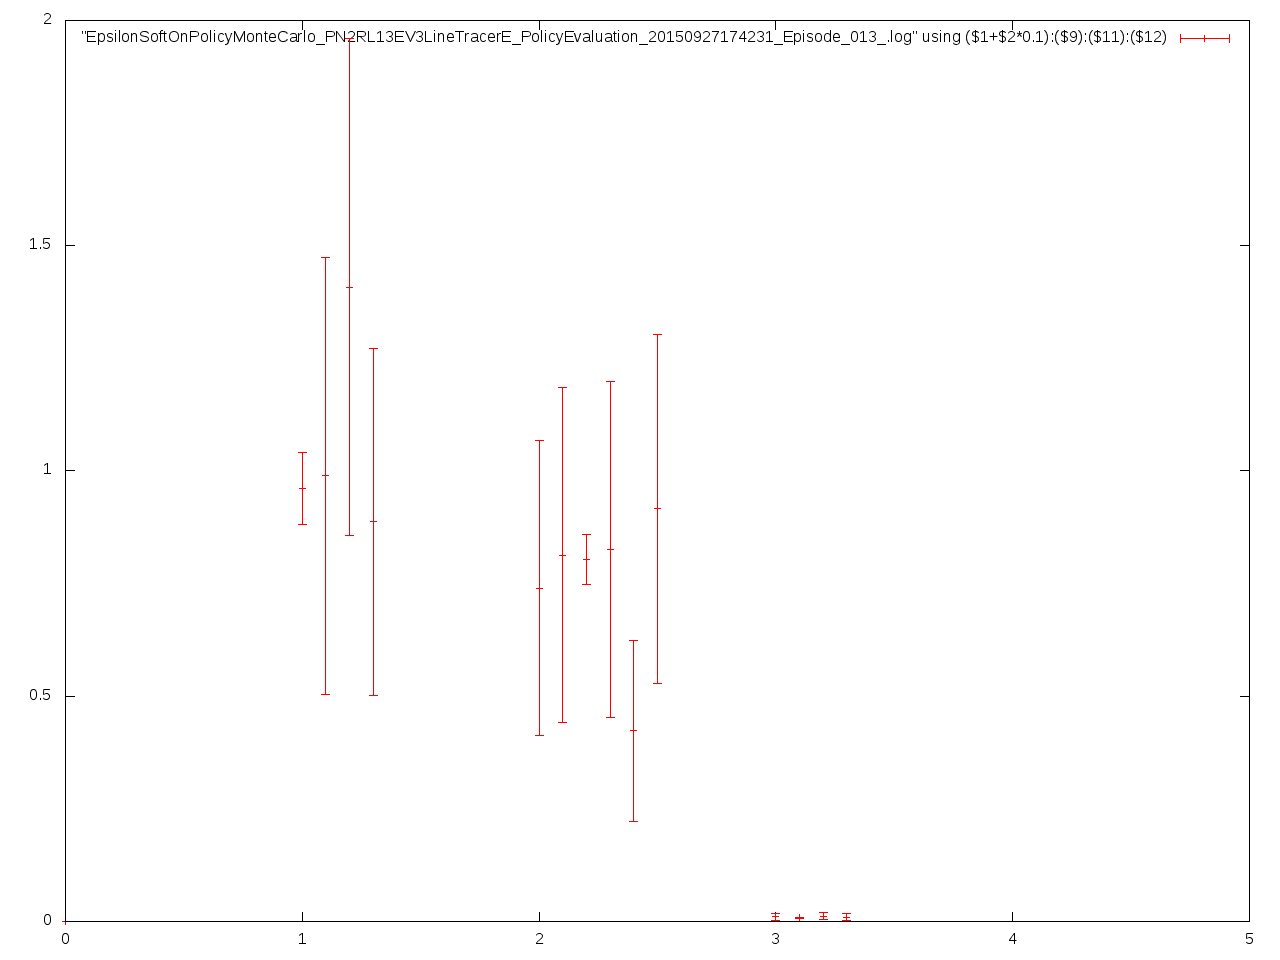 2
"EpsilonSoftOnPolicyMonteCarlo_PN2RL13EV3LineTracerE_PolicyEvaluation_20150927174231_Episode_013_.log" using ($1+$2*0.1):($9):($11):($12)
1.5
1
0.5
0
0 1 2 3 4 5